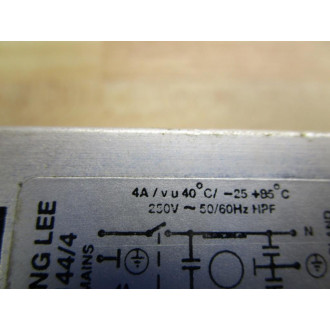 4A / v u 40°C/ -25 +85°C
250V ~ 50/60Hz HPF
NG LEE
44/4
MAINS
N